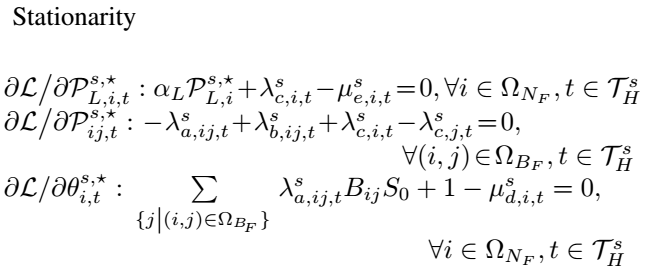 Stationarity
∂ℒ/∂𝒫^{s,⋆}_{L,i,t} : α_L 𝒫^{s,⋆}_{L,i} + λ^s_{c,i,t} − μ^s_{e,i,t} = 0, ∀i ∈ Ω_{N_F}, t ∈ 𝒯^s_H
∂ℒ/∂𝒫^{s,⋆}_{ij,t} : −λ^s_{a,ij,t} + λ^s_{b,ij,t} + λ^s_{c,i,t} − λ^s_{c,j,t} = 0,
∀(i, j) ∈ Ω_{B_F}, t ∈ 𝒯^s_H
∂ℒ/∂θ^{s,⋆}_{i,t} : ∑_{{j|(i,j)∈Ω_{B_F}}} λ^s_{a,ij,t} B_{ij} S_0 + 1 − μ^s_{d,i,t} = 0,
∀i ∈ Ω_{N_F}, t ∈ 𝒯^s_H